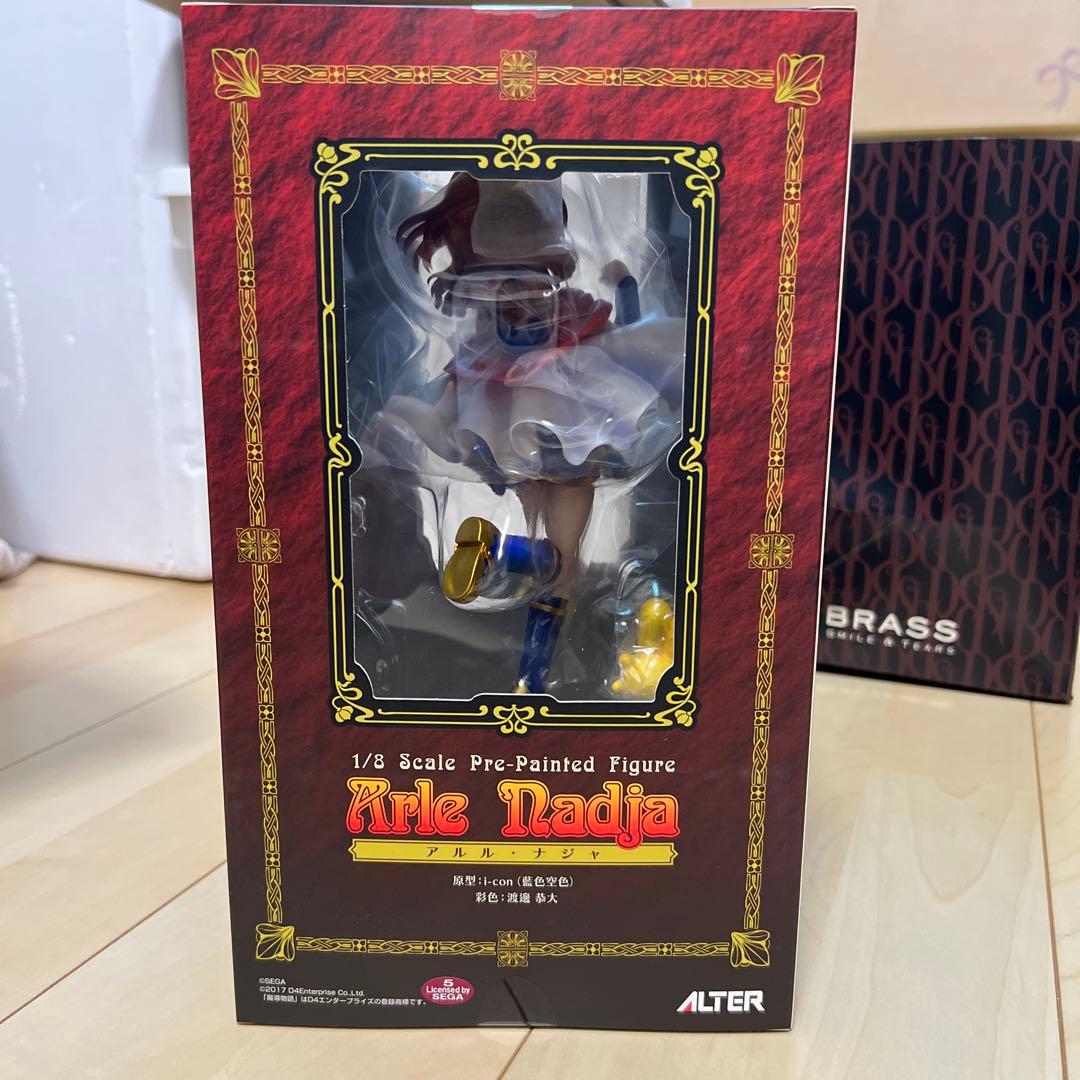 1/8 Scale Pre-Painted Figure
Arle Nadja
アルル・ナジャ
原型：i-con（藍色空色）
彩色：渡邊 恭大
©SEGA
©2017 D4Enterprise Co.,Ltd.
「魔導物語」はD4エンタープライズの登録商標です。
5
Licensed by
SEGA
ALTER
BRASS
SMILE & TEARS